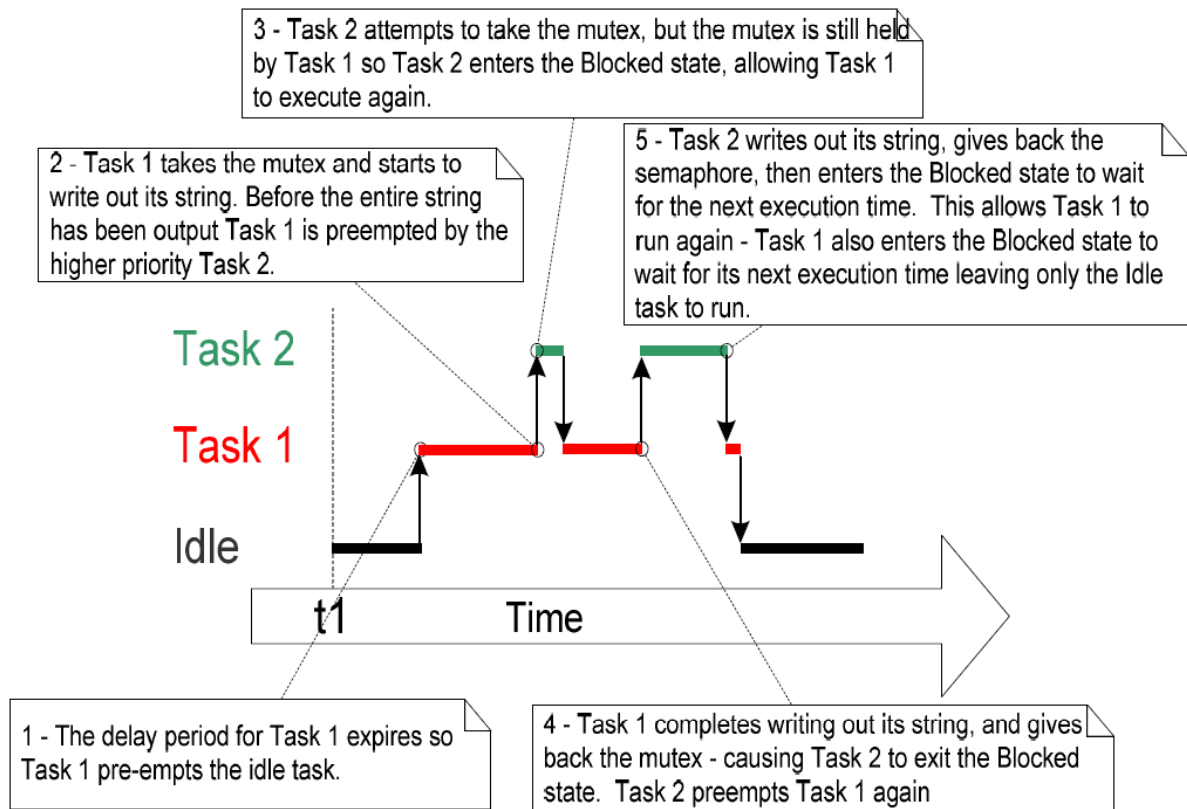 3 - Task 2 attempts to take the mutex, but the mutex is still held
by Task 1 so Task 2 enters the Blocked state, allowing Task 1
to execute again.
2 - Task 1 takes the mutex and starts to
write out its string. Before the entire string
has been output Task 1 is preempted by the
higher priority Task 2.
5 - Task 2 writes out its string, gives back the
semaphore, then enters the Blocked state to wait
for the next execution time.  This allows Task 1 to
run again - Task 1 also enters the Blocked state to
wait for its next execution time leaving only the Idle
task to run.
Task 2
Task 1
Idle
t1
Time
1 - The delay period for Task 1 expires so
Task 1 pre-empts the idle task.
4 - Task 1 completes writing out its string, and gives
back the mutex - causing Task 2 to exit the Blocked
state.  Task 2 preempts Task 1 again